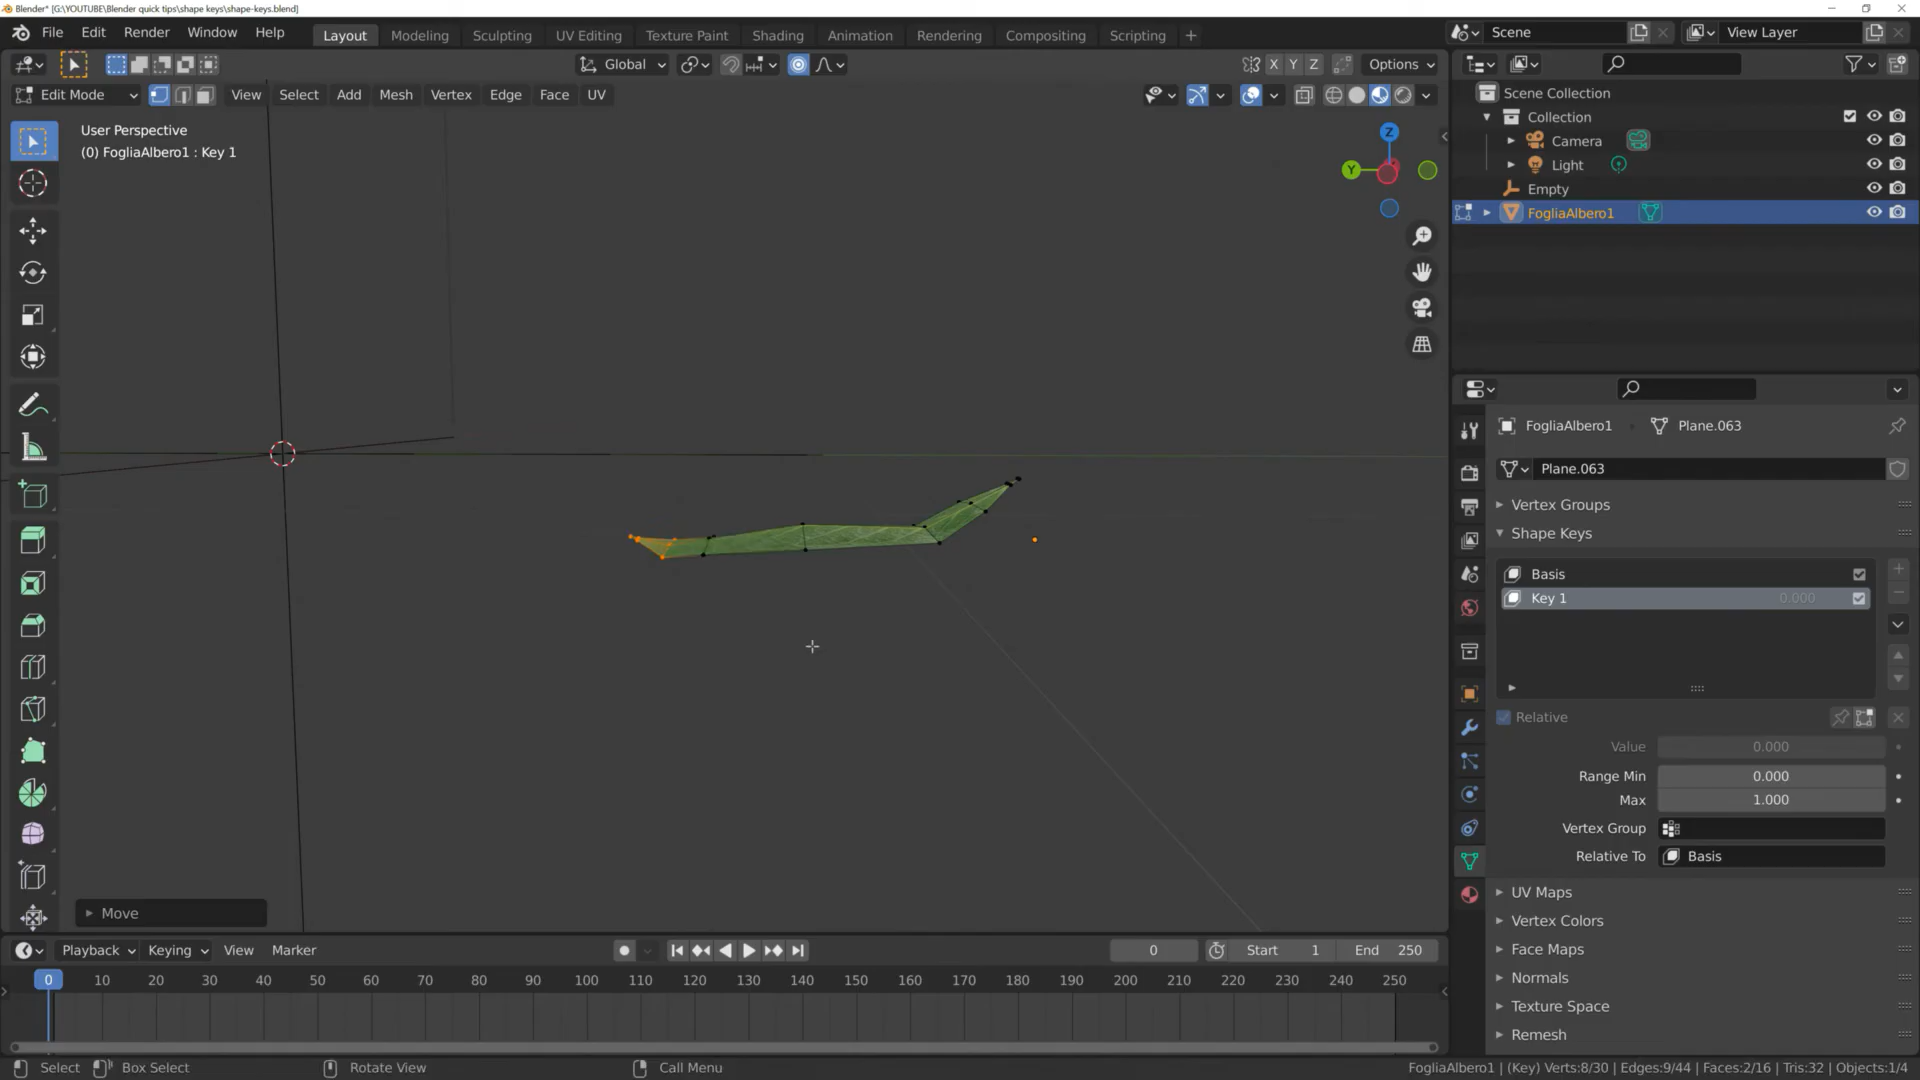 Blender* [G:\YOUTUBE\Blender quick tips\shape keys\shape-keys.blend]
File Edit Render Window Help
Layout Modeling Sculpting UV Editing Texture Paint Shading Animation Rendering Compositing Scripting +
Scene
View Layer
Global
X Y Z
Options
Edit Mode
View Select Add Mesh Vertex Edge Face UV
User Perspective
(0) FogliaAlbero1 : Key 1
Z
Y
Scene Collection
Collection
Camera
Light
Empty
FogliaAlbero1
FogliaAlbero1
Plane.063
Plane.063
Vertex Groups
Shape Keys
Basis
Key 1 0.000
Relative
Value 0.000
Range Min 0.000
Max 1.000
Vertex Group
Relative To Basis
UV Maps
Vertex Colors
Face Maps
Normals
Texture Space
Remesh
Move
Playback Keying View Marker
0
Start 1
End 250
0 10 20 30 40 50 60 70 80 90 100 110 120 130 140 150 160 170 180 190 200 210 220 230 240 250
Select Box Select Rotate View Call Menu
FogliaAlbero1 | (Key) Verts:8/30 | Edges:9/44 | Faces:2/16 | Tris:32 | Objects:1/4